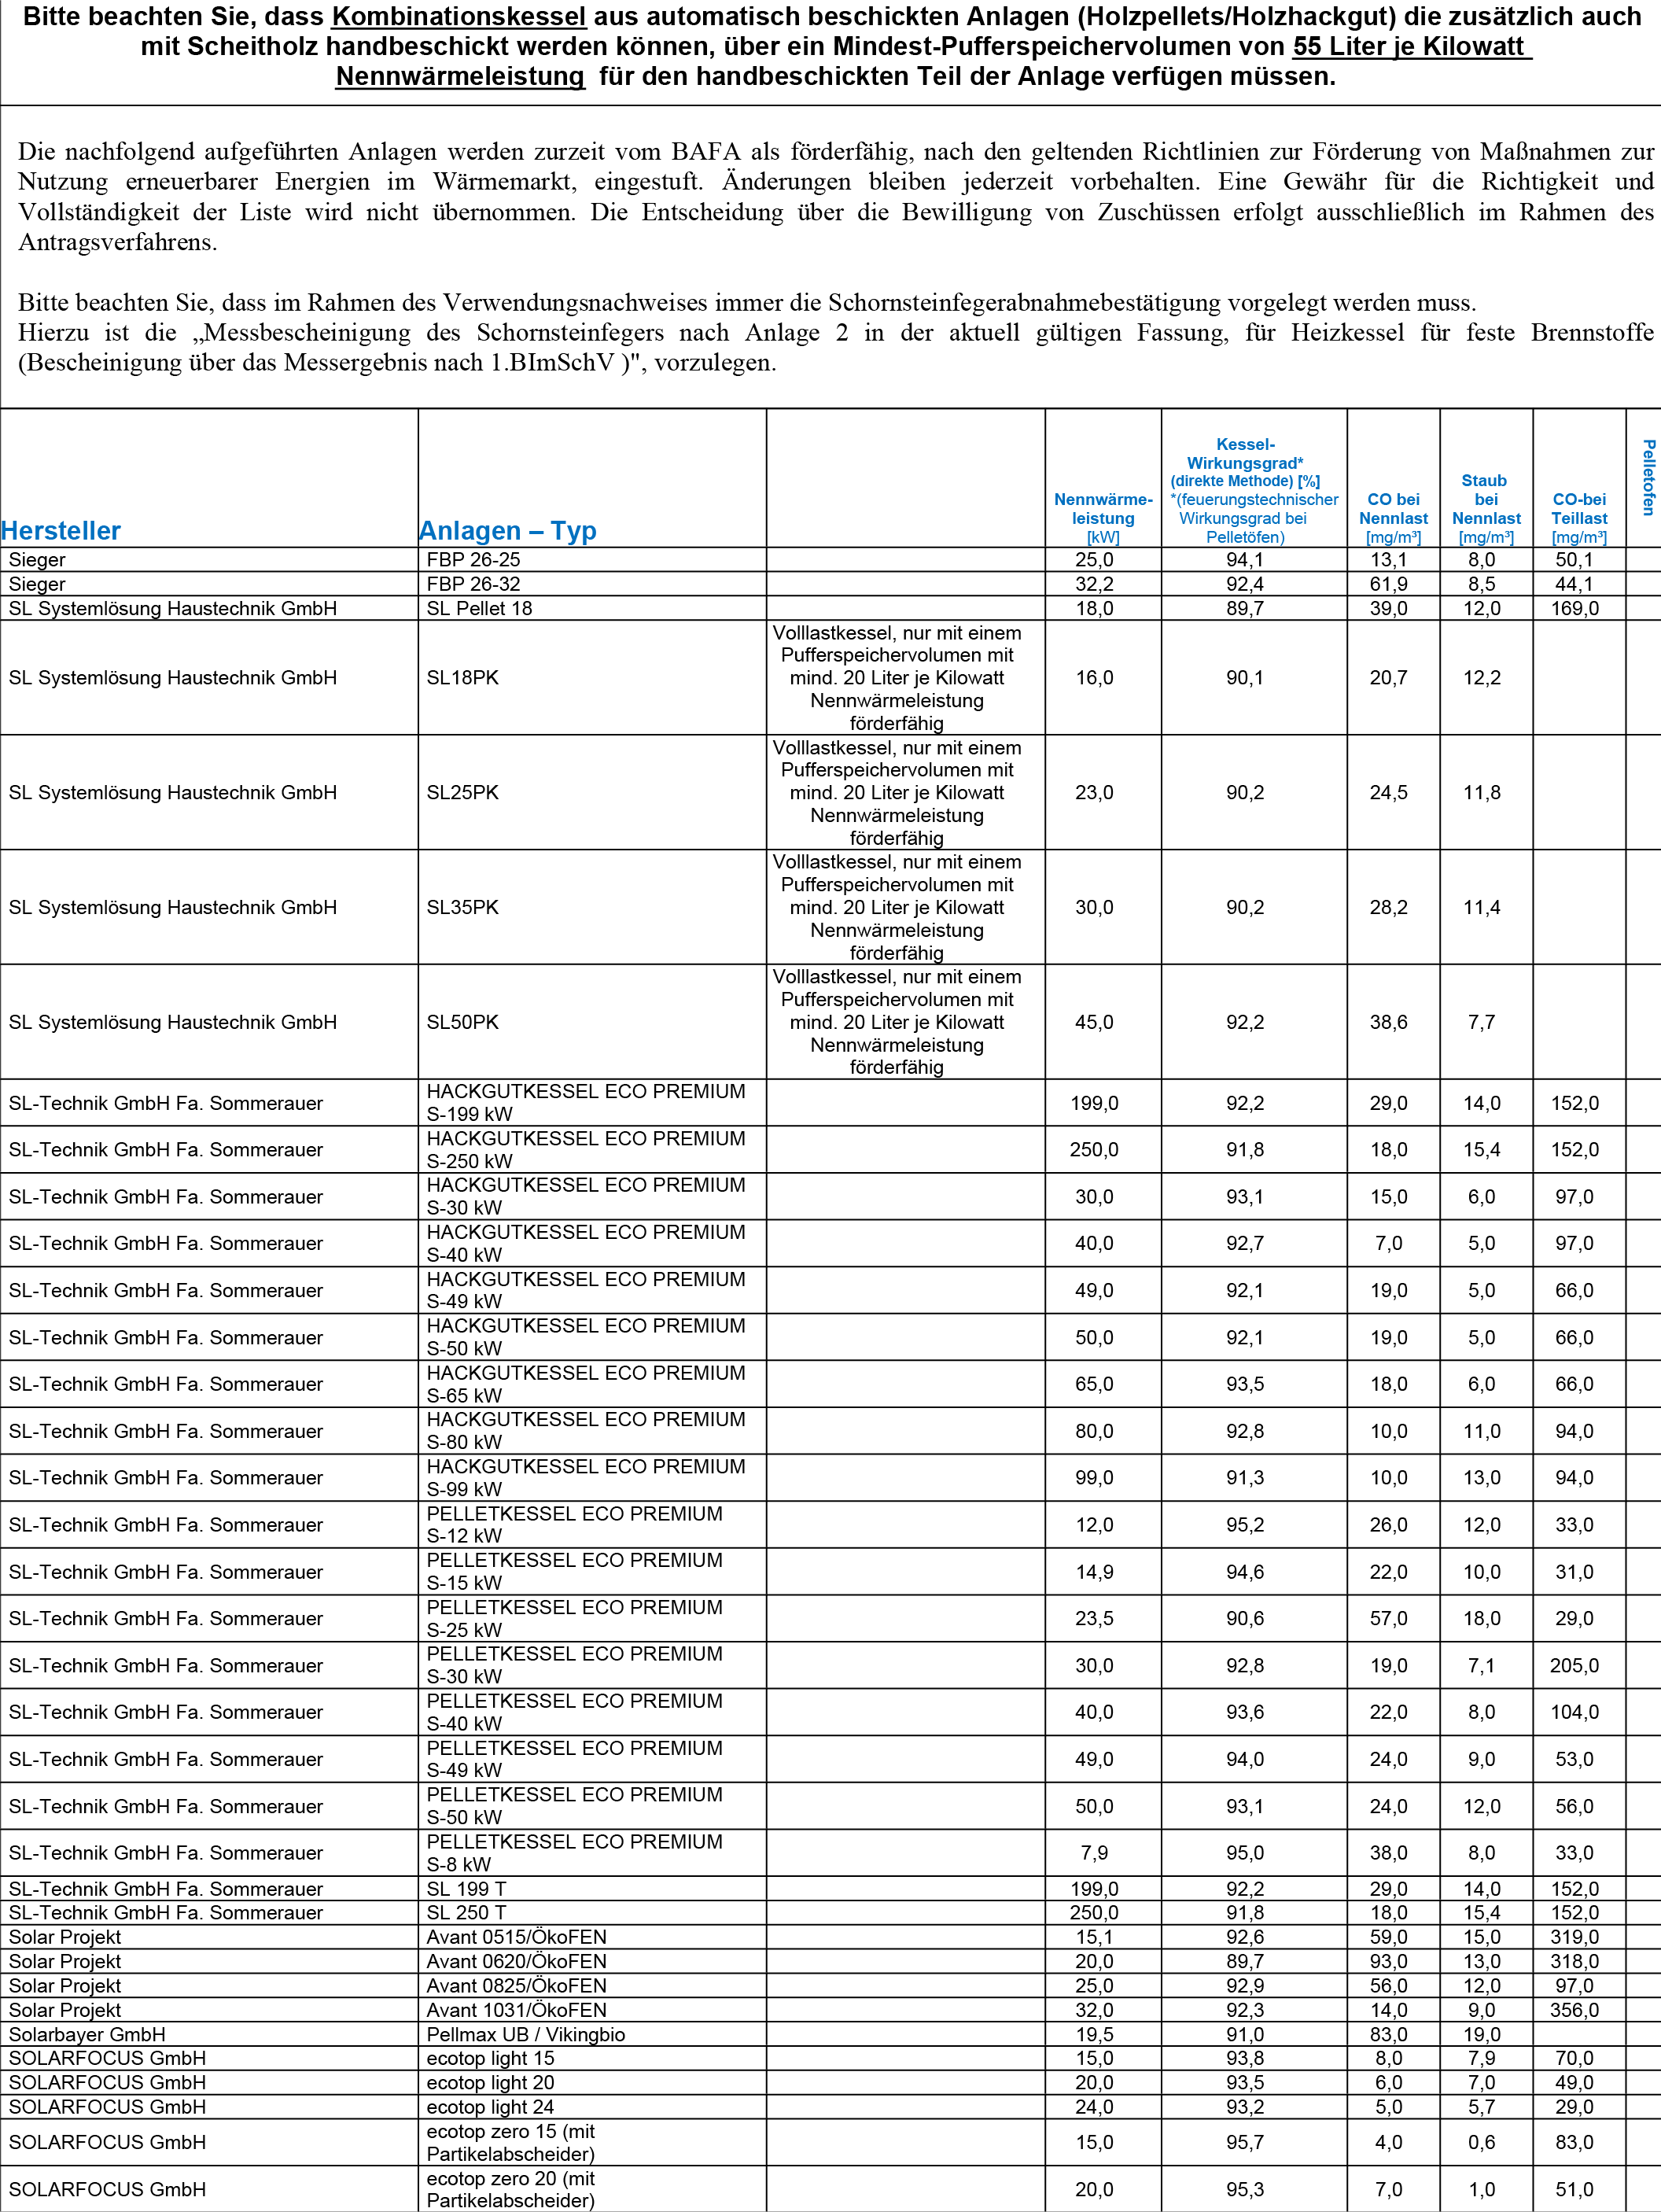 Bitte beachten Sie, dass Kombinationskessel aus automatisch beschickten Anlagen (Holzpellets/Holzhackgut) die zusätzlich auch
mit Scheitholz handbeschickt werden können, über ein Mindest-Pufferspeichervolumen von 55 Liter je Kilowatt
Nennwärmeleistung für den handbeschickten Teil der Anlage verfügen müssen.
Die nachfolgend aufgeführten Anlagen werden zurzeit vom BAFA als förderfähig, nach den geltenden Richtlinien zur Förderung von Maßnahmen zur
Nutzung erneuerbarer Energien im Wärmemarkt, eingestuft. Änderungen bleiben jederzeit vorbehalten. Eine Gewähr für die Richtigkeit und
Vollständigkeit der Liste wird nicht übernommen. Die Entscheidung über die Bewilligung von Zuschüssen erfolgt ausschließlich im Rahmen des
Antragsverfahrens.
Bitte beachten Sie, dass im Rahmen des Verwendungsnachweises immer die Schornsteinfegerabnahmebestätigung vorgelegt werden muss.
Hierzu ist die „Messbescheinigung des Schornsteinfegers nach Anlage 2 in der aktuell gültigen Fassung, für Heizkessel für feste Brennstoffe
(Bescheinigung über das Messergebnis nach 1.BImSchV )", vorzulegen.
Hersteller
Anlagen – Typ
Nennwärme-
leistung
[kW]
Kessel-
Wirkungsgrad*
(direkte Methode) [%]
*(feuerungstechnischer
Wirkungsgrad bei
Pelletöfen)
CO bei
Nennlast
[mg/m³]
Staub
bei
Nennlast
[mg/m³]
CO-bei
Teillast
[mg/m³]
Pelletofen
Sieger FBP 26-25 25,0 94,1 13,1 8,0 50,1
Sieger FBP 26-32 32,2 92,4 61,9 8,5 44,1
SL Systemlösung Haustechnik GmbH SL Pellet 18 18,0 89,7 39,0 12,0 169,0
Volllastkessel, nur mit einem
Pufferspeichervolumen mit
SL Systemlösung Haustechnik GmbH SL18PK mind. 20 Liter je Kilowatt 16,0 90,1 20,7 12,2
Nennwärmeleistung
förderfähig
Volllastkessel, nur mit einem
Pufferspeichervolumen mit
SL Systemlösung Haustechnik GmbH SL25PK mind. 20 Liter je Kilowatt 23,0 90,2 24,5 11,8
Nennwärmeleistung
förderfähig
Volllastkessel, nur mit einem
Pufferspeichervolumen mit
SL Systemlösung Haustechnik GmbH SL35PK mind. 20 Liter je Kilowatt 30,0 90,2 28,2 11,4
Nennwärmeleistung
förderfähig
Volllastkessel, nur mit einem
Pufferspeichervolumen mit
SL Systemlösung Haustechnik GmbH SL50PK mind. 20 Liter je Kilowatt 45,0 92,2 38,6 7,7
Nennwärmeleistung
förderfähig
SL-Technik GmbH Fa. Sommerauer HACKGUTKESSEL ECO PREMIUM
S-199 kW 199,0 92,2 29,0 14,0 152,0
SL-Technik GmbH Fa. Sommerauer HACKGUTKESSEL ECO PREMIUM
S-250 kW 250,0 91,8 18,0 15,4 152,0
SL-Technik GmbH Fa. Sommerauer HACKGUTKESSEL ECO PREMIUM
S-30 kW 30,0 93,1 15,0 6,0 97,0
SL-Technik GmbH Fa. Sommerauer HACKGUTKESSEL ECO PREMIUM
S-40 kW 40,0 92,7 7,0 5,0 97,0
SL-Technik GmbH Fa. Sommerauer HACKGUTKESSEL ECO PREMIUM
S-49 kW 49,0 92,1 19,0 5,0 66,0
SL-Technik GmbH Fa. Sommerauer HACKGUTKESSEL ECO PREMIUM
S-50 kW 50,0 92,1 19,0 5,0 66,0
SL-Technik GmbH Fa. Sommerauer HACKGUTKESSEL ECO PREMIUM
S-65 kW 65,0 93,5 18,0 6,0 66,0
SL-Technik GmbH Fa. Sommerauer HACKGUTKESSEL ECO PREMIUM
S-80 kW 80,0 92,8 10,0 11,0 94,0
SL-Technik GmbH Fa. Sommerauer HACKGUTKESSEL ECO PREMIUM
S-99 kW 99,0 91,3 10,0 13,0 94,0
SL-Technik GmbH Fa. Sommerauer PELLETKESSEL ECO PREMIUM
S-12 kW 12,0 95,2 26,0 12,0 33,0
SL-Technik GmbH Fa. Sommerauer PELLETKESSEL ECO PREMIUM
S-15 kW 14,9 94,6 22,0 10,0 31,0
SL-Technik GmbH Fa. Sommerauer PELLETKESSEL ECO PREMIUM
S-25 kW 23,5 90,6 57,0 18,0 29,0
SL-Technik GmbH Fa. Sommerauer PELLETKESSEL ECO PREMIUM
S-30 kW 30,0 92,8 19,0 7,1 205,0
SL-Technik GmbH Fa. Sommerauer PELLETKESSEL ECO PREMIUM
S-40 kW 40,0 93,6 22,0 8,0 104,0
SL-Technik GmbH Fa. Sommerauer PELLETKESSEL ECO PREMIUM
S-49 kW 49,0 94,0 24,0 9,0 53,0
SL-Technik GmbH Fa. Sommerauer PELLETKESSEL ECO PREMIUM
S-50 kW 50,0 93,1 24,0 12,0 56,0
SL-Technik GmbH Fa. Sommerauer PELLETKESSEL ECO PREMIUM
S-8 kW 7,9 95,0 38,0 8,0 33,0
SL-Technik GmbH Fa. Sommerauer SL 199 T 199,0 92,2 29,0 14,0 152,0
SL-Technik GmbH Fa. Sommerauer SL 250 T 250,0 91,8 18,0 15,4 152,0
Solar Projekt Avant 0515/ÖkoFEN 15,1 92,6 59,0 15,0 319,0
Solar Projekt Avant 0620/ÖkoFEN 20,0 89,7 93,0 13,0 318,0
Solar Projekt Avant 0825/ÖkoFEN 25,0 92,9 56,0 12,0 97,0
Solar Projekt Avant 1031/ÖkoFEN 32,0 92,3 14,0 9,0 356,0
Solarbayer GmbH Pellmax UB / Vikingbio 19,5 91,0 83,0 19,0
SOLARFOCUS GmbH ecotop light 15 15,0 93,8 8,0 7,9 70,0
SOLARFOCUS GmbH ecotop light 20 20,0 93,5 6,0 7,0 49,0
SOLARFOCUS GmbH ecotop light 24 24,0 93,2 5,0 5,7 29,0
SOLARFOCUS GmbH ecotop zero 15 (mit
Partikelabscheider) 15,0 95,7 4,0 0,6 83,0
SOLARFOCUS GmbH ecotop zero 20 (mit
Partikelabscheider) 20,0 95,3 7,0 1,0 51,0